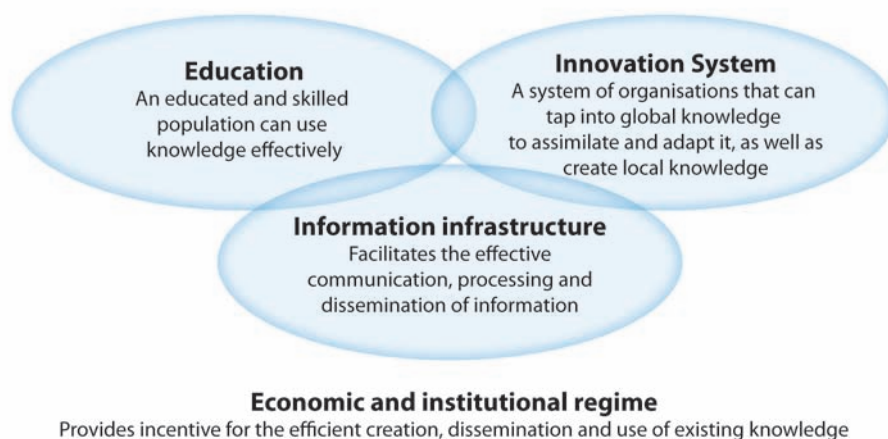 Education
An educated and skilled
population can use
knowledge effectively
Innovation System
A system of organisations that can
tap into global knowledge
to assimilate and adapt it, as well as
create local knowledge
Information infrastructure
Facilitates the effective
communication, processing and
dissemination of information
Economic and institutional regime
Provides incentive for the efficient creation, dissemination and use of existing knowledge